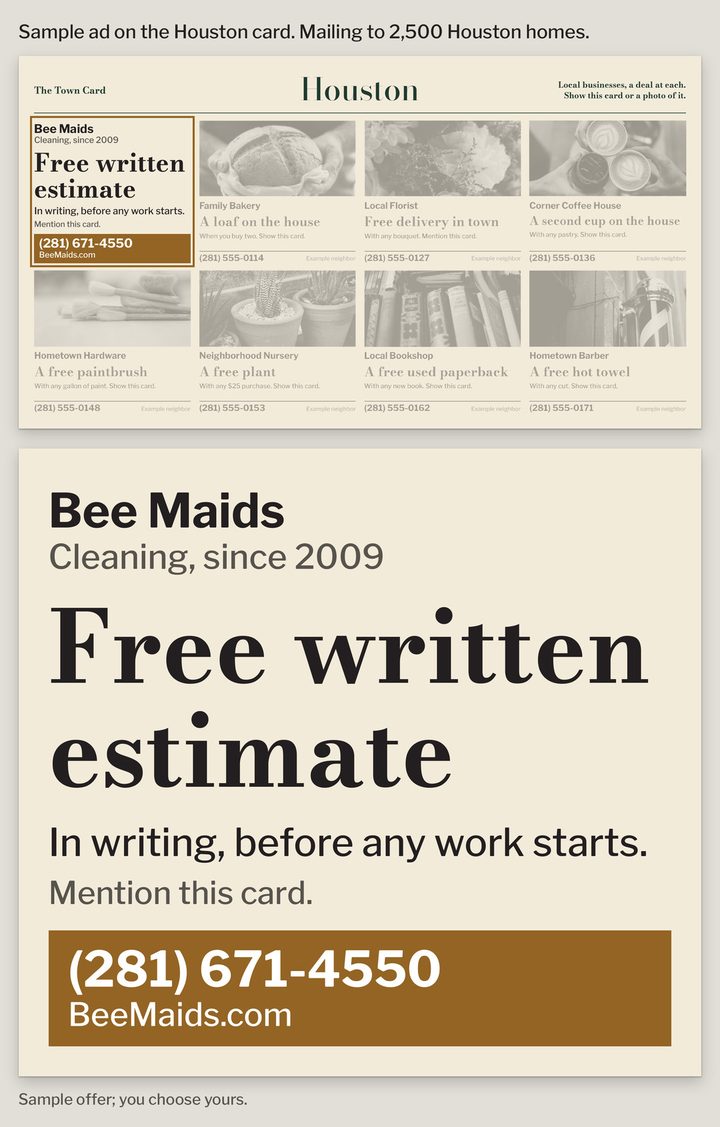 Sample ad on the Houston card. Mailing to 2,500 Houston homes.
The Town Card
Houston
Local businesses, a deal at each.
Show this card or a photo of it.
Bee Maids
Cleaning, since 2009
Free written
estimate
In writing, before any work starts.
Mention this card.
(281) 671-4550
BeeMaids.com
Family Bakery
A loaf on the house
When you buy two. Show this card.
(281) 555-0114
Example neighbor
Local Florist
Free delivery in town
With any bouquet. Mention this card.
(281) 555-0127
Example neighbor
Corner Coffee House
A second cup on the house
With any pastry. Show this card.
(281) 555-0136
Example neighbor
Hometown Hardware
A free paintbrush
With any gallon of paint. Show this card.
(281) 555-0148
Example neighbor
Neighborhood Nursery
A free plant
With any $25 purchase. Show this card.
(281) 555-0153
Example neighbor
Local Bookshop
A free used paperback
With any new book. Show this card.
(281) 555-0162
Example neighbor
Hometown Barber
A free hot towel
With any cut. Show this card.
(281) 555-0171
Example neighbor
Bee Maids
Cleaning, since 2009
Free written
estimate
In writing, before any work starts.
Mention this card.
(281) 671-4550
BeeMaids.com
Sample offer; you choose yours.